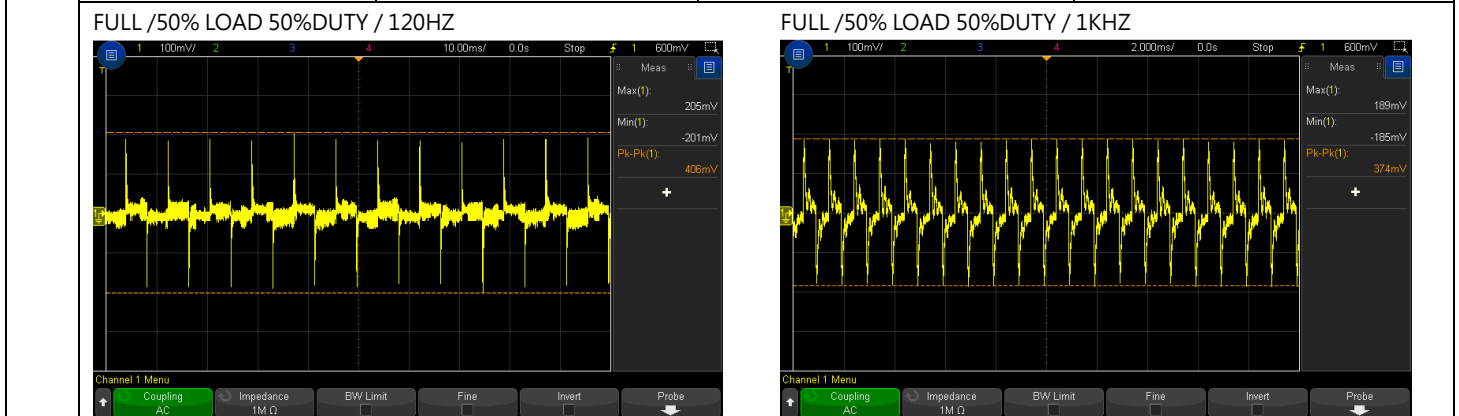 FULL /50% LOAD 50%DUTY / 120HZ
1 100mV/ 2 3 4 10.00ms/ 0.0s Stop 1 600mV
T
Meas
Max(1):
205mV
Min(1):
-201mV
Pk-Pk(1):
406mV
+
Channel 1 Menu
Coupling Impedance BW Limit Fine Invert Probe
AC 1M Ω
FULL /50% LOAD 50%DUTY / 1KHZ
1 100mV/ 2 3 4 2.000ms/ 0.0s Stop 1 600mV
T
Meas
Max(1):
189mV
Min(1):
-185mV
Pk-Pk(1):
374mV
+
Channel 1 Menu
Coupling Impedance BW Limit Fine Invert Probe
AC 1M Ω